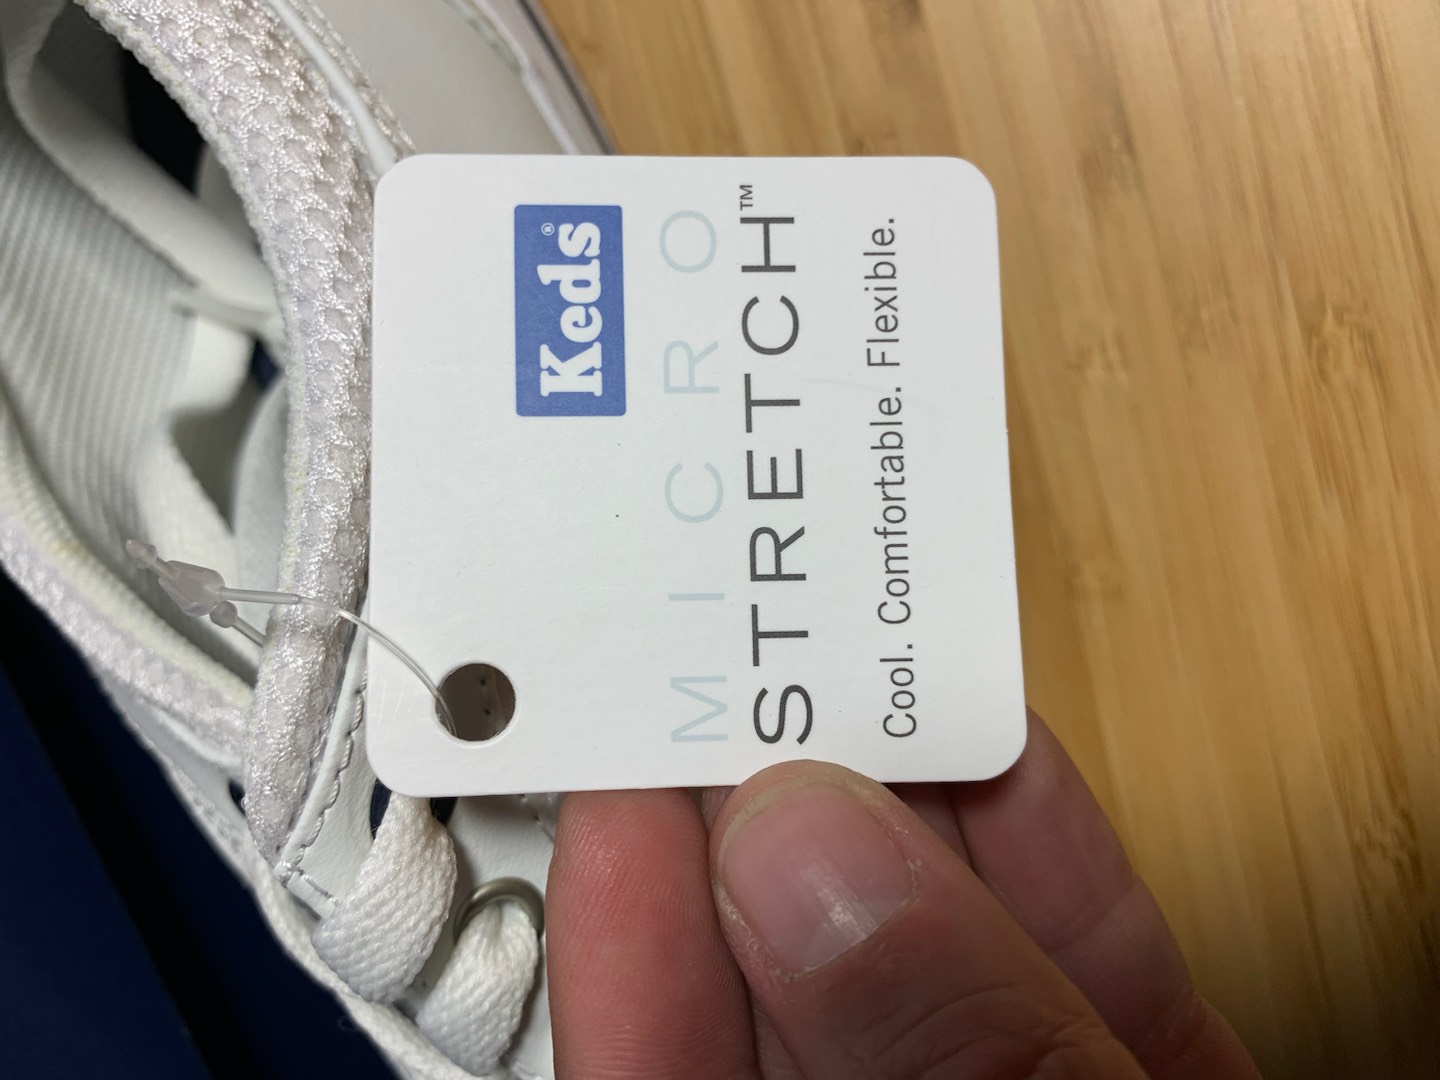 Keds®
MICRO
STRETCH™
Cool. Comfortable. Flexible.